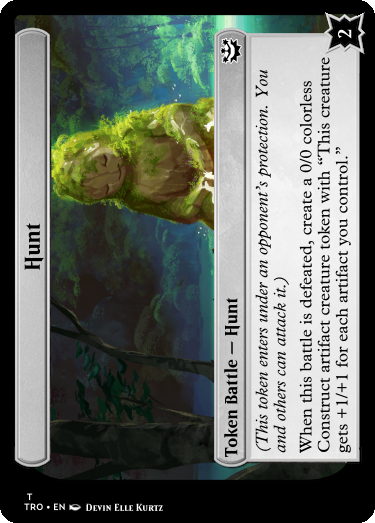 Hunt
Token Battle — Hunt
(This token enters under an opponent's protection. You
and others can attack it.)
When this battle is defeated, create a 0/0 colorless
Construct artifact creature token with “This creature
gets +1/+1 for each artifact you control.”
2
T
TRO • EN DEVIN ELLE KURTZ